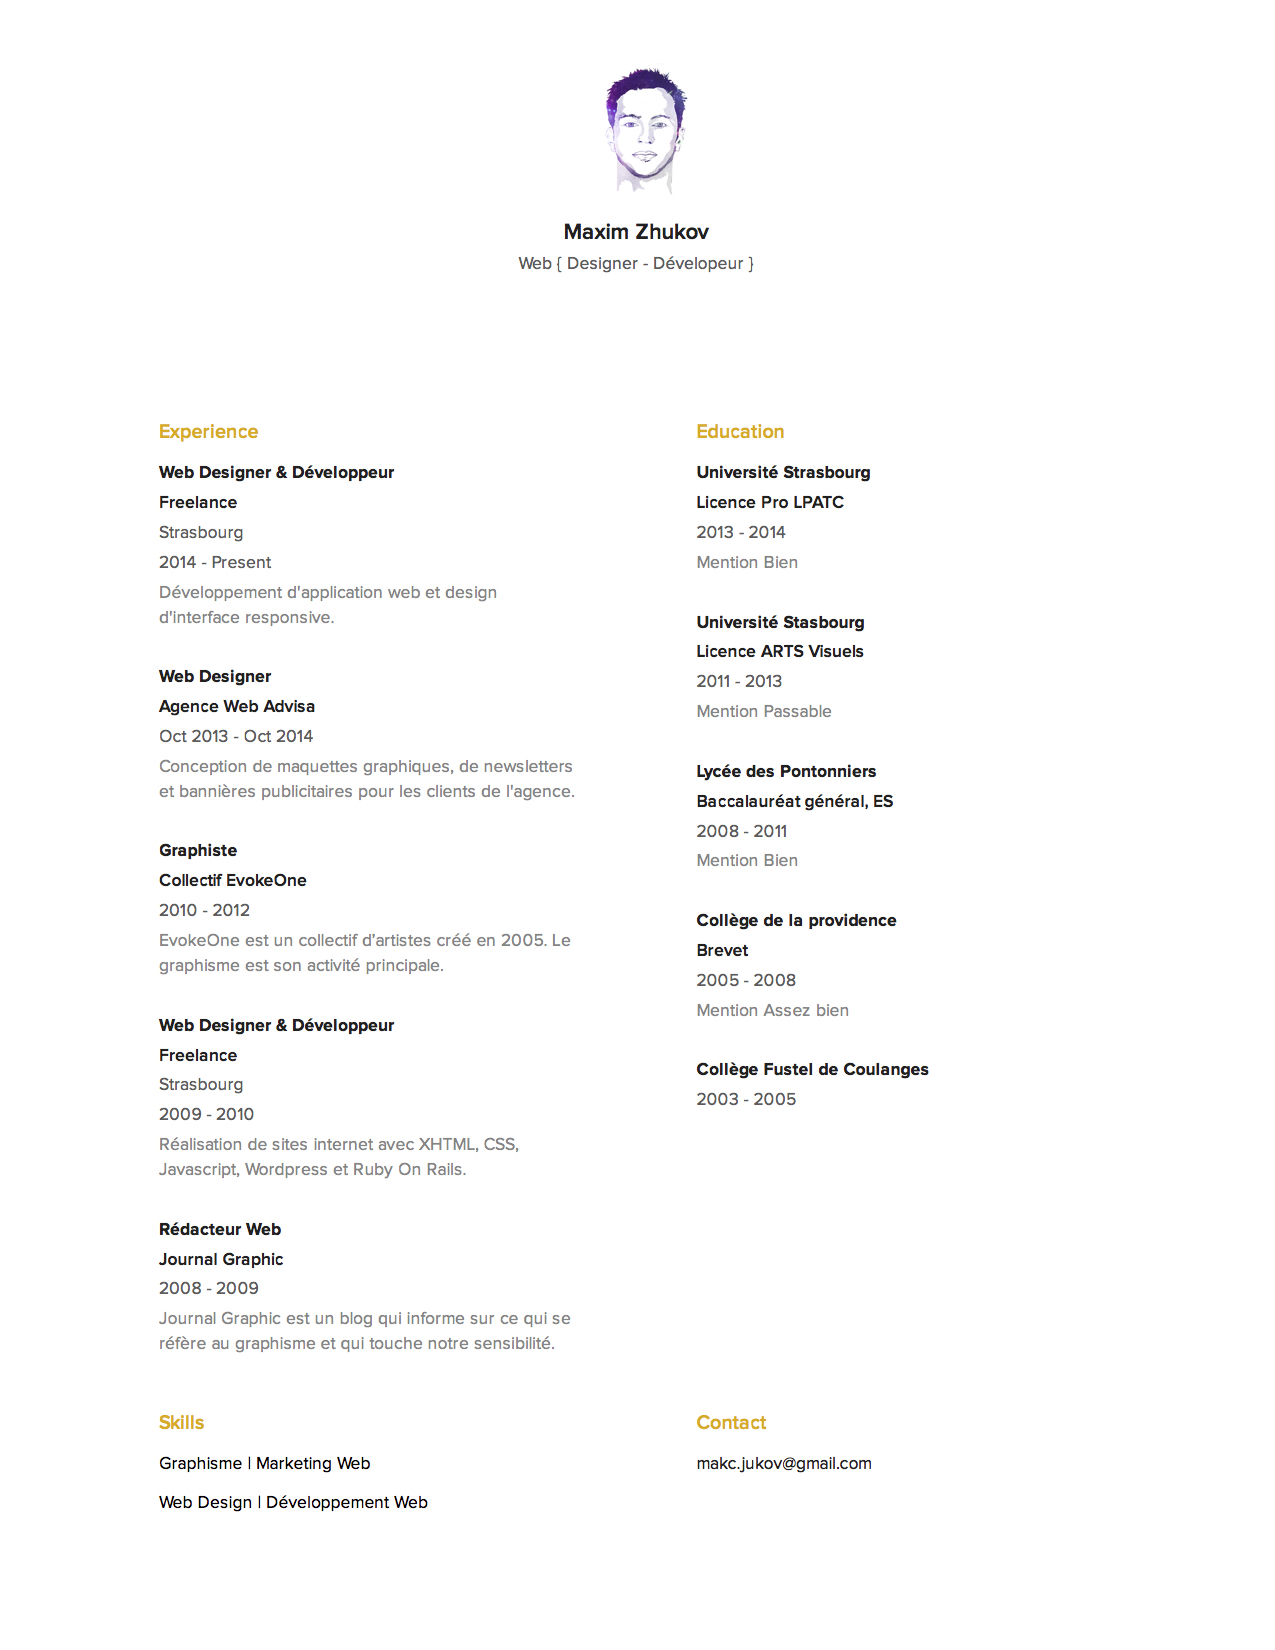 Maxim Zhukov
Web { Designer - Dévelopeur }
Experience
Web Designer & Développeur
Freelance
Strasbourg
2014 - Present
Développement d'application web et design
d'interface responsive.
Web Designer
Agence Web Advisa
Oct 2013 - Oct 2014
Conception de maquettes graphiques, de newsletters
et bannières publicitaires pour les clients de l'agence.
Graphiste
Collectif EvokeOne
2010 - 2012
EvokeOne est un collectif d'artistes créé en 2005. Le
graphisme est son activité principale.
Web Designer & Développeur
Freelance
Strasbourg
2009 - 2010
Réalisation de sites internet avec XHTML, CSS,
Javascript, Wordpress et Ruby On Rails.
Rédacteur Web
Journal Graphic
2008 - 2009
Journal Graphic est un blog qui informe sur ce qui se
réfère au graphisme et qui touche notre sensibilité.
Education
Université Strasbourg
Licence Pro LPATC
2013 - 2014
Mention Bien
Université Stasbourg
Licence ARTS Visuels
2011 - 2013
Mention Passable
Lycée des Pontonniers
Baccalauréat général, ES
2008 - 2011
Mention Bien
Collège de la providence
Brevet
2005 - 2008
Mention Assez bien
Collège Fustel de Coulanges
2003 - 2005
Skills
Graphisme | Marketing Web
Web Design | Développement Web
Contact
makc.jukov@gmail.com